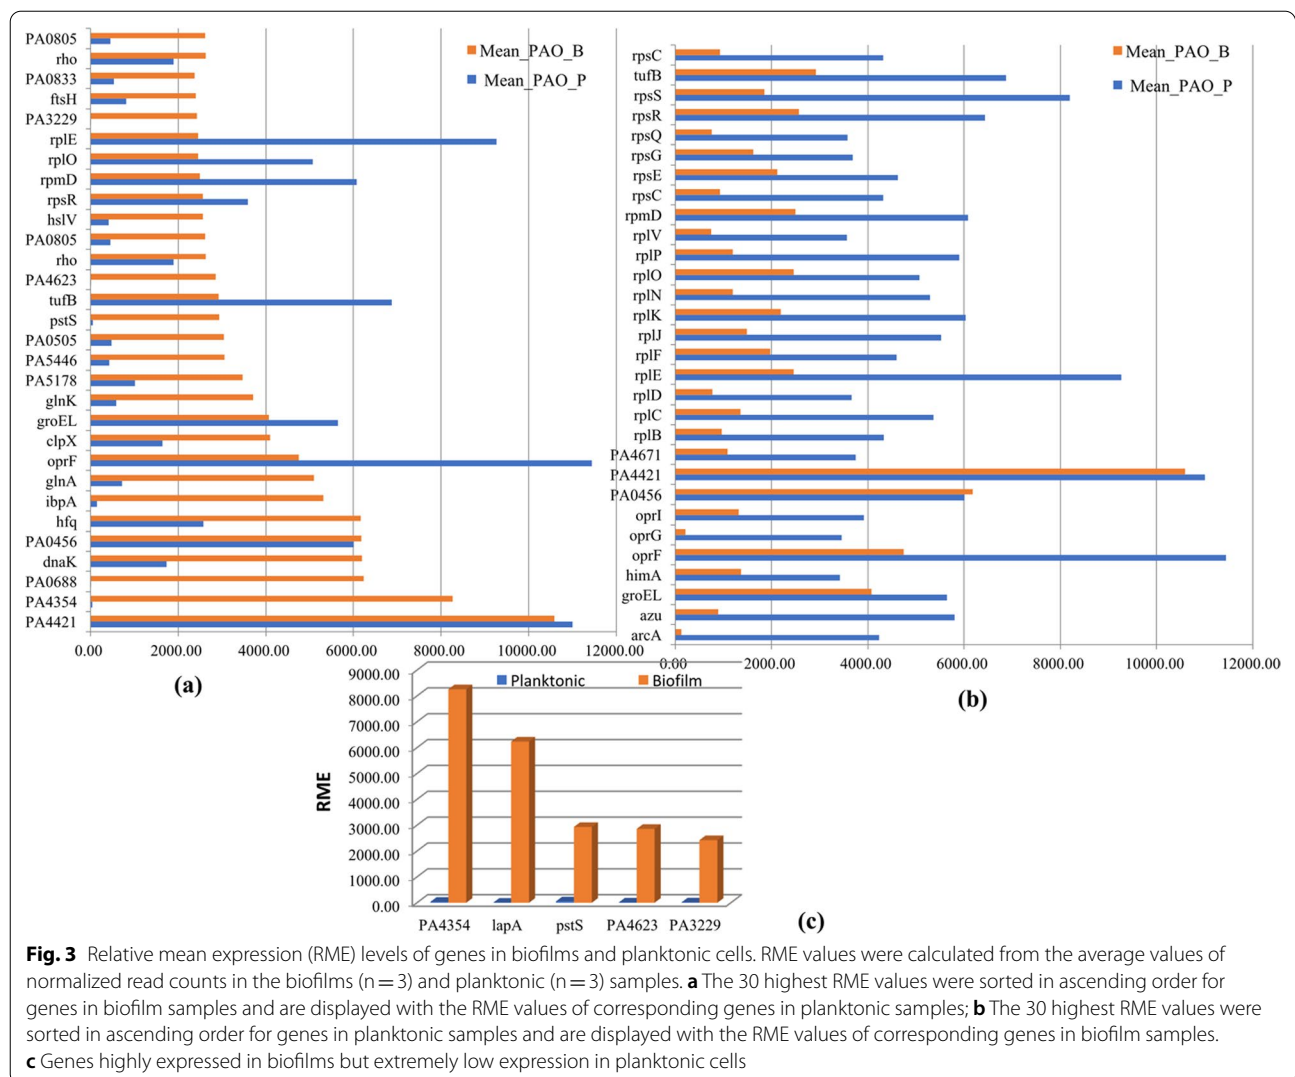 PA0805
rho
PA0833
ftsH
PA3229
rplE
rplO
rpmD
rpsR
hslV
PA0805
rho
PA4623
tufB
pstS
PA0505
PA5446
PA5178
glnK
groEL
clpX
oprF
glnA
ibpA
hfq
PA0456
dnaK
PA0688
PA4354
PA4421
Mean_PAO_B
Mean_PAO_P
0.00 2000.00 4000.00 6000.00 8000.00 10000.00 12000.00
(a)
rpsC
tufB
rpsS
rpsR
rpsQ
rpsG
rpsE
rpsC
rpmD
rplV
rplP
rplO
rplN
rplK
rplJ
rplF
rplE
rplD
rplC
rplB
PA4671
PA4421
PA0456
oprI
oprG
oprF
himA
groEL
azu
arcA
Mean_PAO_B
Mean_PAO_P
0.00 2000.00 4000.00 6000.00 8000.00 10000.00 12000.00
(b)
Planktonic Biofilm
RME
9000.00
8000.00
7000.00
6000.00
5000.00
4000.00
3000.00
2000.00
1000.00
0.00
PA4354 lapA pstS PA4623 PA3229
(c)
Fig. 3 Relative mean expression (RME) levels of genes in biofilms and planktonic cells. RME values were calculated from the average values of
normalized read counts in the biofilms (n = 3) and planktonic (n = 3) samples. a The 30 highest RME values were sorted in ascending order for
genes in biofilm samples and are displayed with the RME values of corresponding genes in planktonic samples; b The 30 highest RME values were
sorted in ascending order for genes in planktonic samples and are displayed with the RME values of corresponding genes in biofilm samples.
c Genes highly expressed in biofilms but extremely low expression in planktonic cells